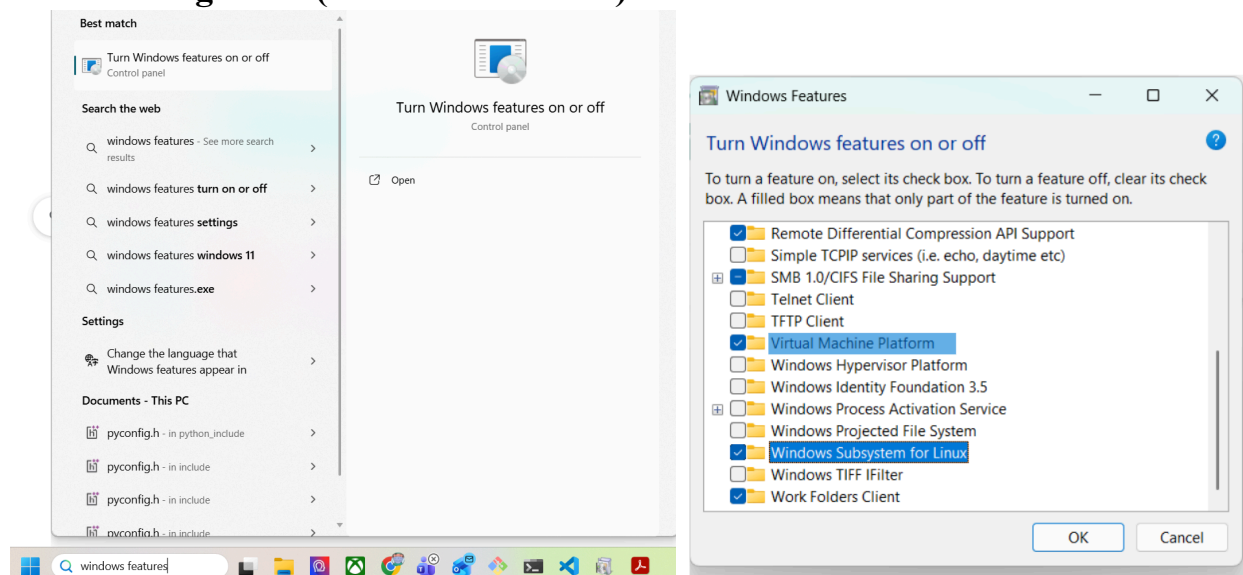 Best match
Turn Windows features on or off
Control panel
Search the web
windows features - See more search
results
windows features turn on or off
windows features settings
windows features windows 11
windows features.exe
Settings
Change the language that
Windows features appear in
Documents - This PC
pyconfig.h - in python_include
pyconfig.h - in include
pyconfig.h - in include
pyconfig.h - in include
windows features
Turn Windows features on or off
Control panel
Open
Windows Features
Turn Windows features on or off
To turn a feature on, select its check box. To turn a feature off, clear its check
box. A filled box means that only part of the feature is turned on.
Remote Differential Compression API Support
Simple TCPIP services (i.e. echo, daytime etc)
SMB 1.0/CIFS File Sharing Support
Telnet Client
TFTP Client
Virtual Machine Platform
Windows Hypervisor Platform
Windows Identity Foundation 3.5
Windows Process Activation Service
Windows Projected File System
Windows Subsystem for Linux
Windows TIFF IFilter
Work Folders Client
OK
Cancel